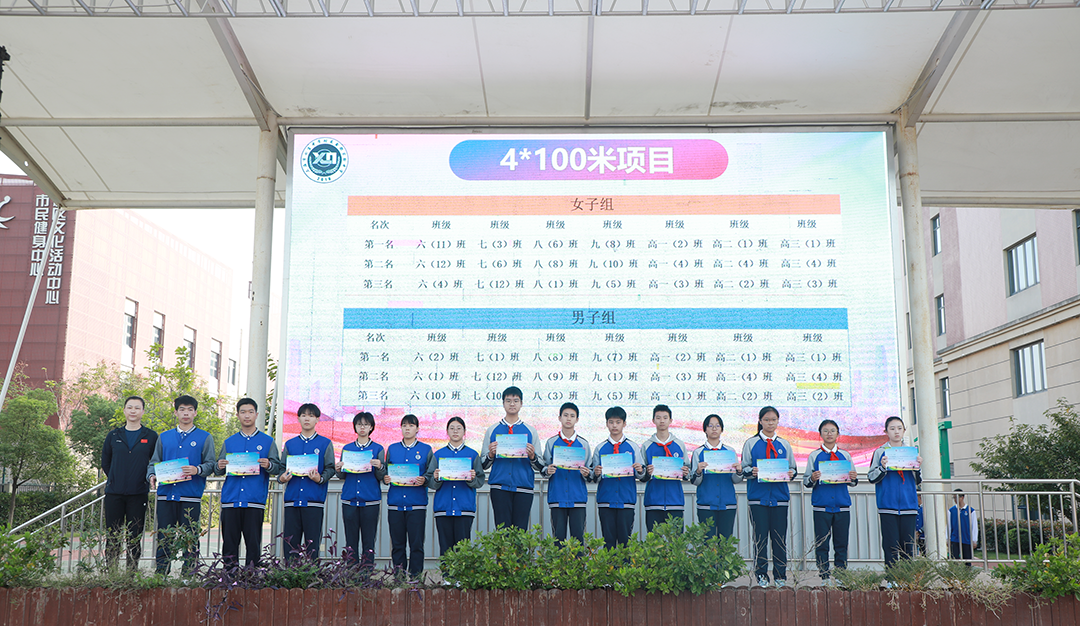 4*100米项目
女子组
名次 班级 班级 班级 班级 班级 班级 班级
第一名 六（11）班 七（3）班 八（6）班 九（8）班 高一（2）班 高二（1）班 高三（1）班
第二名 六（12）班 七（6）班 八（8）班 九（10）班 高一（4）班 高二（4）班 高三（4）班
第三名 六（4）班 七（12）班 八（1）班 九（5）班 高一（3）班 高二（2）班 高三（3）班
男子组
名次 班级 班级 班级 班级 班级 班级 班级
第一名 六（2）班 七（1）班 八（8）班 九（7）班 高一（2）班 高二（1）班 高三（1）班
第二名 六（1）班 七（12）班 八（9）班 九（1）班 高一（3）班 高二（4）班 高三（4）班
第三名 六（10）班 七（10 八（3）班 九（5）班 高（1）班 高二（2）班 高三（2）班
文化活动中心
市民健身中心